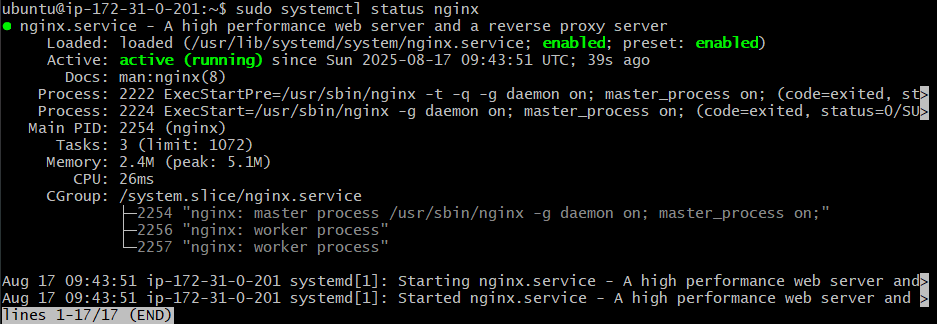 ubuntu@ip-172-31-0-201:~$ sudo systemctl status nginx
● nginx.service - A high performance web server and a reverse proxy server
     Loaded: loaded (/usr/lib/systemd/system/nginx.service; enabled; preset: enabled)
     Active: active (running) since Sun 2025-08-17 09:43:51 UTC; 39s ago
       Docs: man:nginx(8)
    Process: 2222 ExecStartPre=/usr/sbin/nginx -t -q -g daemon on; master_process on; (code=exited, st>
    Process: 2224 ExecStart=/usr/sbin/nginx -g daemon on; master_process on; (code=exited, status=0/SU>
   Main PID: 2254 (nginx)
      Tasks: 3 (limit: 1072)
     Memory: 2.4M (peak: 5.1M)
        CPU: 26ms
     CGroup: /system.slice/nginx.service
             ├─2254 "nginx: master process /usr/sbin/nginx -g daemon on; master_process on;"
             ├─2256 "nginx: worker process"
             └─2257 "nginx: worker process"

Aug 17 09:43:51 ip-172-31-0-201 systemd[1]: Starting nginx.service - A high performance web server and>
Aug 17 09:43:51 ip-172-31-0-201 systemd[1]: Started nginx.service - A high performance web server and >
lines 1-17/17 (END)